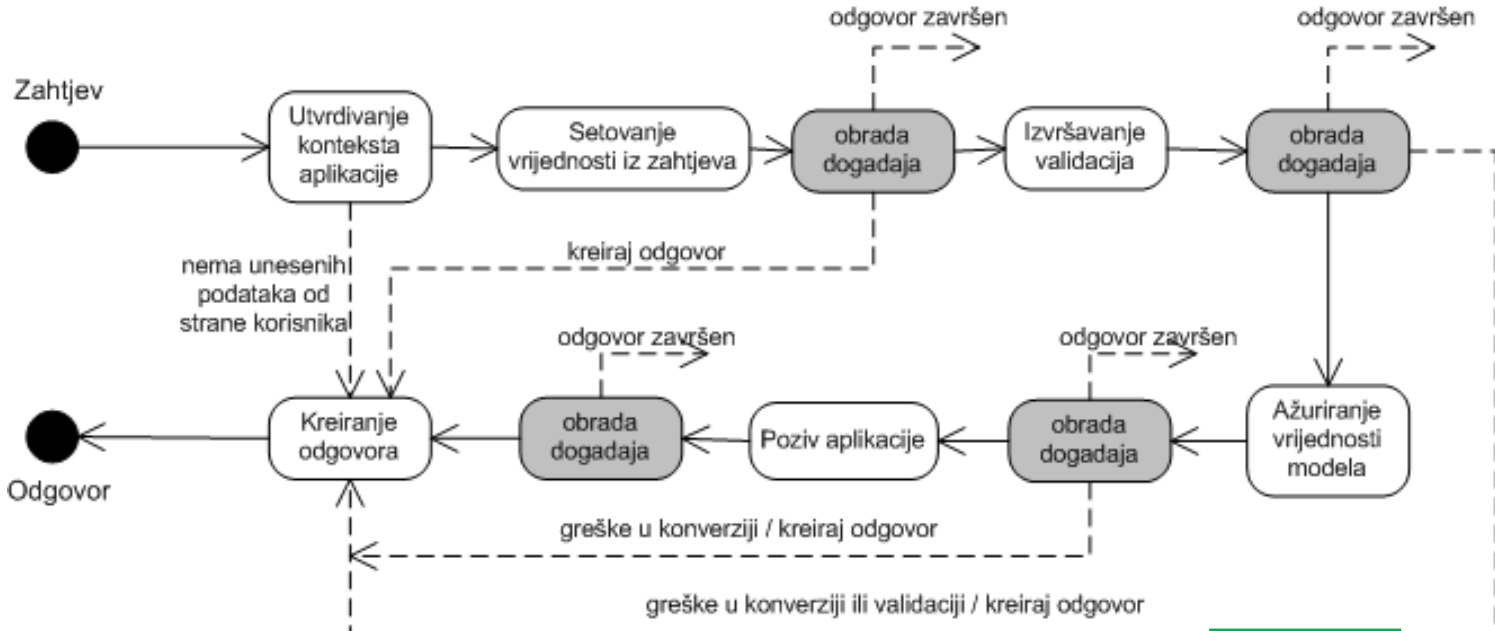 odgovor završen
odgovor završen
Zahtjev
Utvrdivanje
konteksta
aplikacije
Setovanje
vrijednosti iz zahtjeva
obrada
dogadaja
Izvršavanje
validacija
obrada
dogadaja
kreiraj odgovor
nema unesenih
podataka od
strane korisnika
odgovor završen
odgovor završen
Kreiranje
odgovora
obrada
dogadaja
Poziv aplikacije
obrada
dogadaja
Ažuriranje
vrijednosti
modela
Odgovor
greške u konverziji / kreiraj odgovor
greške u konverziji ili validaciji / kreiraj odgovor